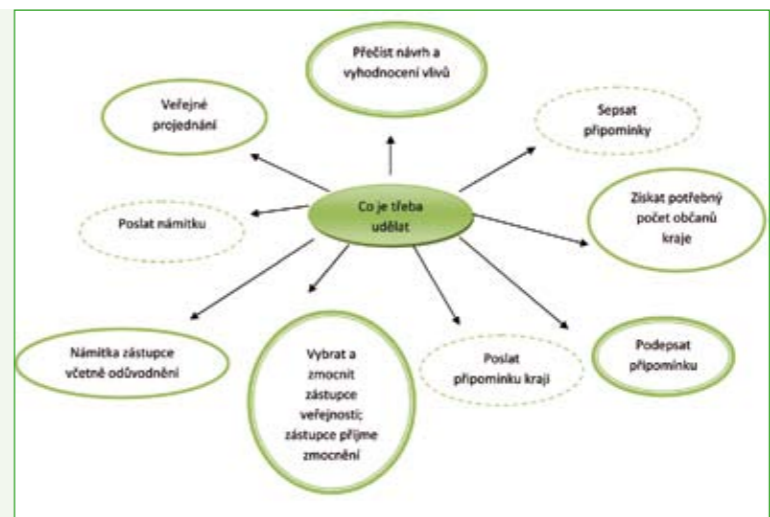 Přečíst návrh a
vyhodnocení vlivů
Veřejné
projednání
Sepsat
připomínky
Co je třeba
udělat
Získat potřebný
počet občanů
kraje
Poslat námitku
Námitka zástupce
včetně odůvodnění
Vybrat a
zmocnit
zástupce
veřejnosti;
zástupce přijme
zmocnění
Poslat
připomínku kraji
Podepsat
připomínku